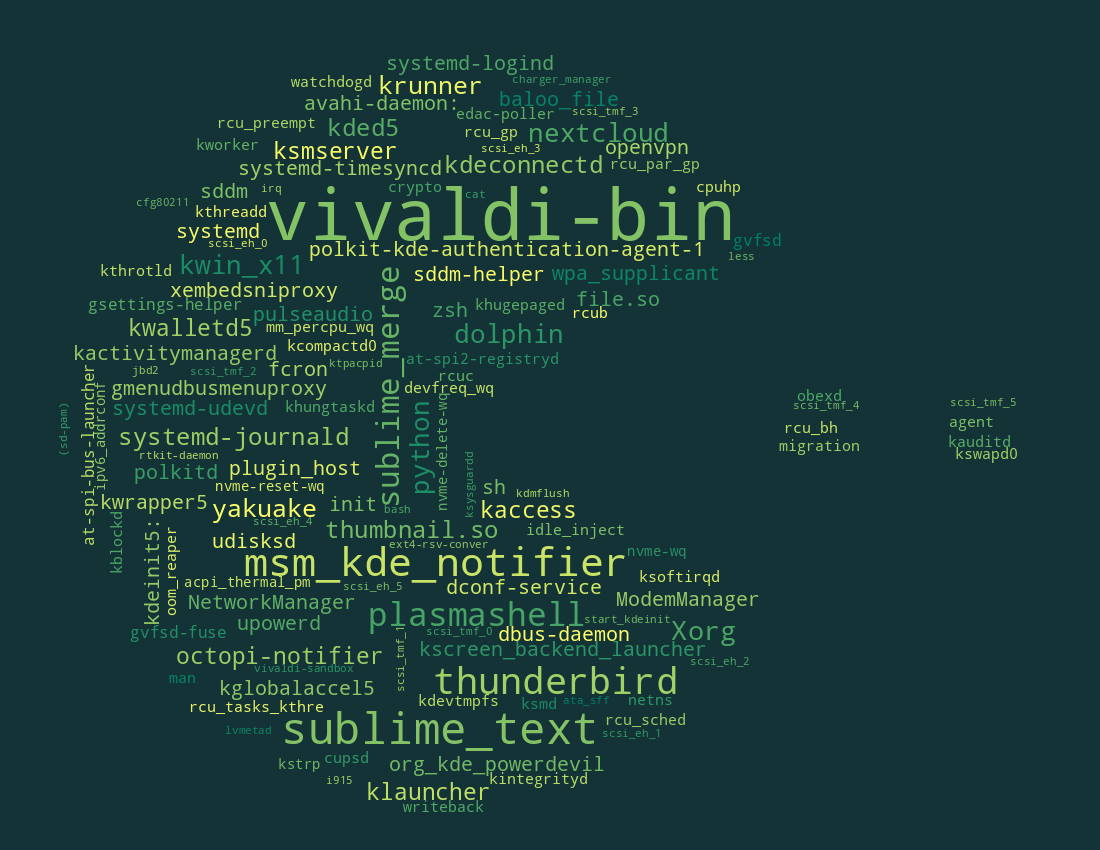 systemd-logind
watchdogd krunner charger_manager
avahi-daemon: baloo_file
edac-poller scsi_tmf_3
rcu_preempt kded5 rcu_gp nextcloud
kworker ksmserver scsi_eh_3 openvpn
systemd-timesyncd kdeconnectd rcu_par_gp
sddm irq crypto cat cpuhp
cfg80211 kthreadd vivaldi-bin
systemd
scsi_eh_0 polkit-kde-authentication-agent-1 gvfsd
less
kthrotld kwin_x11 sddm-helper wpa_supplicant
xembedsniproxy file.so
gsettings-helper pulseaudio zsh khugepaged rcub
kwalletd5 mm_percpu_wq dolphin
kactivitymanagerd kcompactd0 at-spi2-registryd
jbd2 scsi_tmf_2 fcron ktpacpid rcuc
gmenudbusmenuproxy sublime_merge devfreq_wq
(sd-pam) at-spi-bus-launcher ipv6_addrconf systemd-udevd khungtaskd
obexd
scsi_tmf_4 scsi_tmf_5
rcu_bh agent
migration kauditd
kswapd0
systemd-journald python nvme-delete-wq
rtkit-daemon
polkitd plugin_host ksysguardd
nvme-reset-wq sh kdmflush
kwrapper5 yakuake init bash kaccess
kblockd kdeinit5: scsi_eh_4 thumbnail.so idle_inject
oom_reaper udisksd ext4-rsv-conver
msm_kde_notifier nvme-wq
acpi_thermal_pm scsi_eh_5 dconf-service ksoftirqd
NetworkManager plasmashell ModemManager
upowerd start_kdeinit
gvfsd-fuse scsi_tmf_1 scsi_tmf_0 dbus-daemon Xorg
octopi-notifier kscreen_backend_launcher
vivaldi-sandbox scsi_eh_2
man kglobalaccel5 thunderbird
rcu_tasks_kthre kdevtmpfs ksmd ata_sff netns
lvmetad sublime_text rcu_sched
scsi_eh_1
kstrp cupsd org_kde_powerdevil
i915 kintegrityd
klauncher
writeback